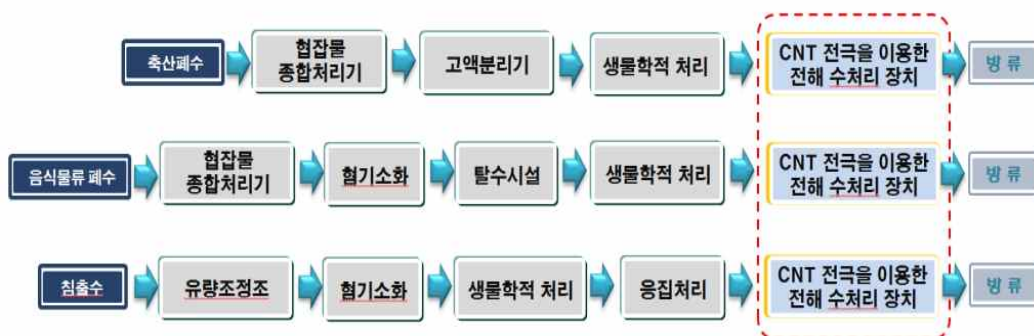 축산폐수
협잡물
종합처리기
고액분리기
생물학적 처리
CNT 전극을 이용한
전해 수처리 장치
방 류
음식물류 폐수
협잡물
종합처리기
혐기소화
탈수시설
생물학적 처리
CNT 전극을 이용한
전해 수처리 장치
방 류
침출수
유량조정조
혐기소화
생물학적 처리
응집처리
CNT 전극을 이용한
전해 수처리 장치
방 류